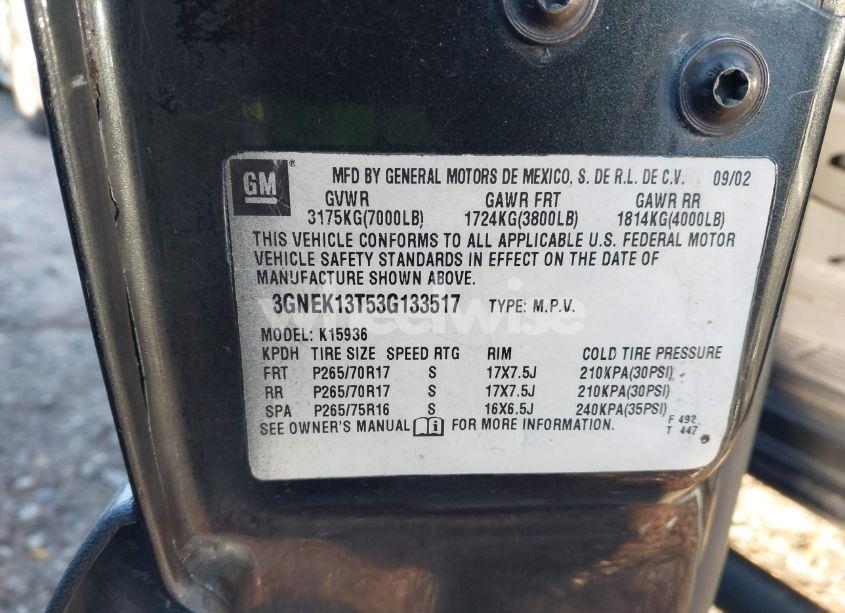 GM® MFD BY GENERAL MOTORS DE MEXICO, S. DE R.L. DE C.V. 09/02
GVWR GAWR FRT GAWR RR
3175KG(7000LB) 1724KG(3800LB) 1814KG(4000LB)
THIS VEHICLE CONFORMS TO ALL APPLICABLE U.S. FEDERAL MOTOR
VEHICLE SAFETY STANDARDS IN EFFECT ON THE DATE OF
MANUFACTURE SHOWN ABOVE.
3GNEK13T53G133517 TYPE: M.P.V.
wheelwise
MODEL: K15936
KPDH TIRE SIZE SPEED RTG RIM COLD TIRE PRESSURE
FRT P265/70R17 S 17X7.5J 210KPA(30PSI)
RR P265/70R17 S 17X7.5J 210KPA(30PSI)
SPA P265/75R16 S 16X6.5J 240KPA(35PSI)
SEE OWNER'S MANUAL FOR MORE INFORMATION.
F 492
T 447